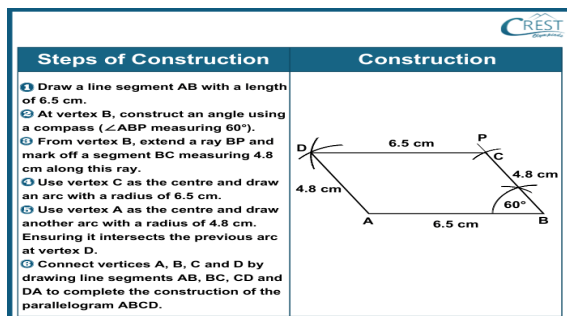 CREST
Olympiads
Steps of Construction
Construction
1 Draw a line segment AB with a length
of 6.5 cm.
2 At vertex B, construct an angle using
a compass (∠ABP measuring 60°).
3 From vertex B, extend a ray BP and
mark off a segment BC measuring 4.8
cm along this ray.
4 Use vertex C as the centre and draw
an arc with a radius of 6.5 cm.
5 Use vertex A as the centre and draw
another arc with a radius of 4.8 cm.
Ensuring it intersects the previous arc
at vertex D.
6 Connect vertices A, B, C and D by
drawing line segments AB, BC, CD and
DA to complete the construction of the
parallelogram ABCD.
P
D
6.5 cm
C
4.8 cm
4.8 cm
60°
A
6.5 cm
B